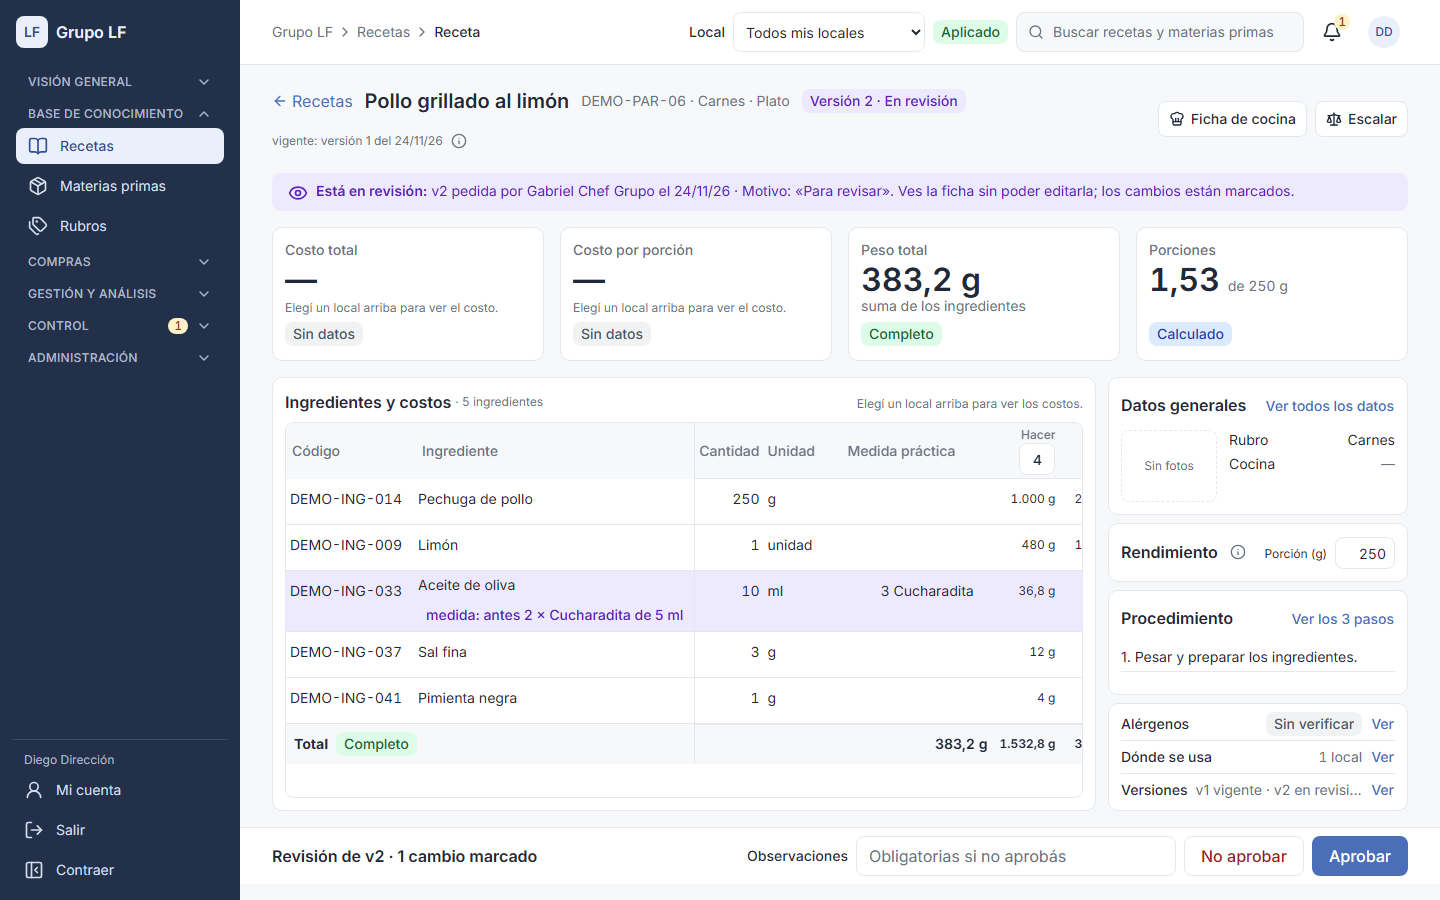 LF Grupo LF
VISIÓN GENERAL
BASE DE CONOCIMIENTO
Recetas
Materias primas
Rubros
COMPRAS
GESTIÓN Y ANÁLISIS
CONTROL 1
ADMINISTRACIÓN
Diego Dirección
Mi cuenta
Salir
Contraer
Grupo LF > Recetas > Receta
Local Todos mis locales Aplicado Buscar recetas y materias primas 1 DD
← Recetas Pollo grillado al limón DEMO-PAR-06 · Carnes · Plato Versión 2 · En revisión
vigente: versión 1 del 24/11/26
Ficha de cocina Escalar
Está en revisión: v2 pedida por Gabriel Chef Grupo el 24/11/26 · Motivo: «Para revisar». Ves la ficha sin poder editarla; los cambios están marcados.
Costo total
—
Elegí un local arriba para ver el costo.
Sin datos
Costo por porción
—
Elegí un local arriba para ver el costo.
Sin datos
Peso total
383,2 g
suma de los ingredientes
Completo
Porciones
1,53 de 250 g
Calculado
Ingredientes y costos · 5 ingredientes Elegí un local arriba para ver los costos.
Código Ingrediente Cantidad Unidad Medida práctica Hacer 4
DEMO-ING-014 Pechuga de pollo 250 g 1.000 g 2
DEMO-ING-009 Limón 1 unidad 480 g 1
DEMO-ING-033 Aceite de oliva 10 ml 3 Cucharadita 36,8 g
medida: antes 2 × Cucharadita de 5 ml
DEMO-ING-037 Sal fina 3 g 12 g
DEMO-ING-041 Pimienta negra 1 g 4 g
Total Completo 383,2 g 1.532,8 g 3
Datos generales Ver todos los datos
Sin fotos
Rubro Carnes
Cocina —
Rendimiento Porción (g) 250
Procedimiento Ver los 3 pasos
1. Pesar y preparar los ingredientes.
Alérgenos Sin verificar Ver
Dónde se usa 1 local Ver
Versiones v1 vigente · v2 en revisi... Ver
Revisión de v2 · 1 cambio marcado
Observaciones Obligatorias si no aprobás No aprobar Aprobar